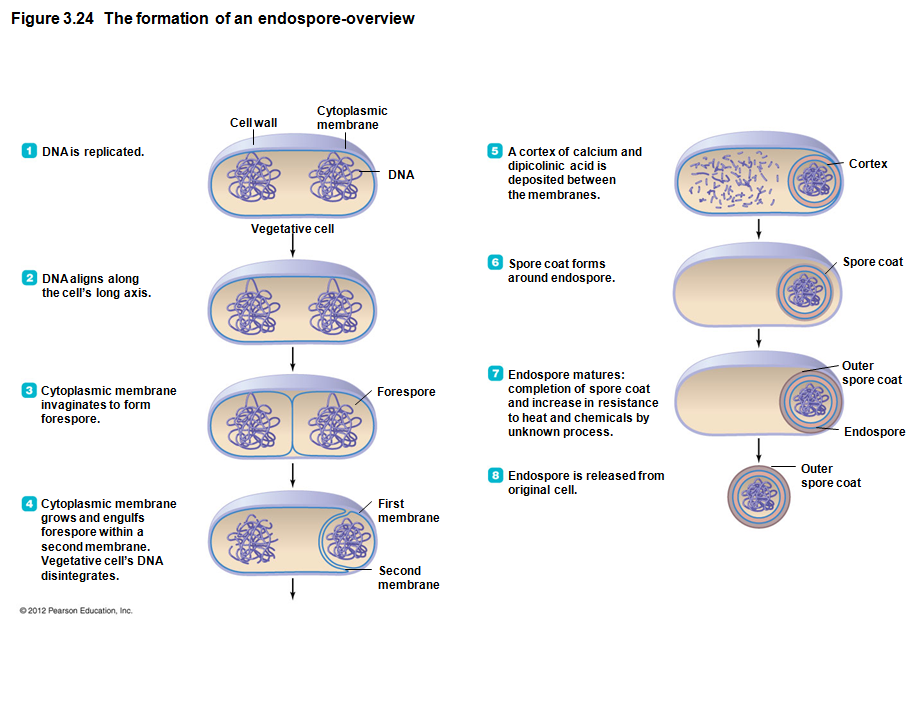 Figure 3.24 The formation of an endospore-overview
Cell wall
Cytoplasmic
membrane
1 DNA is replicated.
DNA
Vegetative cell
2 DNA aligns along
the cell's long axis.
3 Cytoplasmic membrane
invaginates to form
forespore.
Forespore
4 Cytoplasmic membrane
grows and engulfs
forespore within a
second membrane.
Vegetative cell's DNA
disintegrates.
First
membrane
Second
membrane
5 A cortex of calcium and
dipicolinic acid is
deposited between
the membranes.
Cortex
6 Spore coat forms
around endospore.
Spore coat
7 Endospore matures:
completion of spore coat
and increase in resistance
to heat and chemicals by
unknown process.
Outer
spore coat
Endospore
8 Endospore is released from
original cell.
Outer
spore coat
© 2012 Pearson Education, Inc.